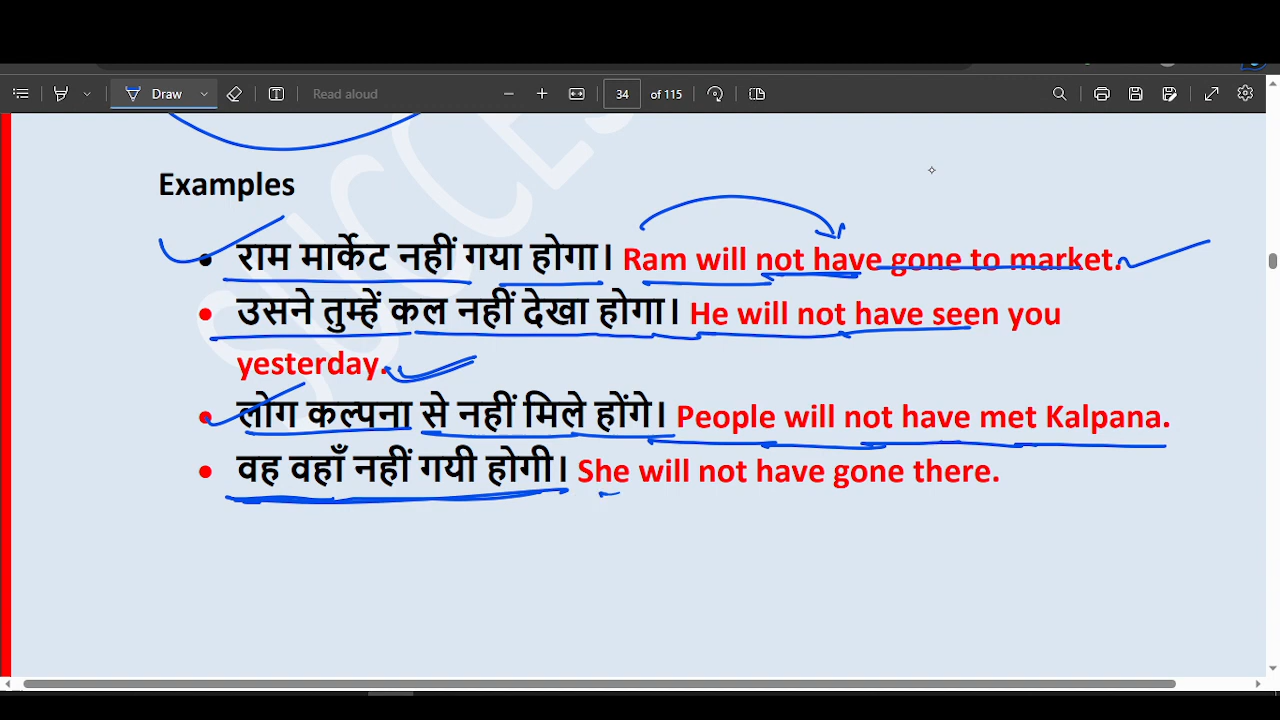 Draw
Read aloud
34 of 115
SUCCES
Examples
राम मार्केट नहीं गया होगा। Ram will not have gone to market.
उसने तुम्हें कल नहीं देखा होगा। He will not have seen you
yesterday.
लोग कल्पना से नहीं मिले होंगे। People will not have met Kalpana.
वह वहाँ नहीं गयी होगी। She will not have gone there.